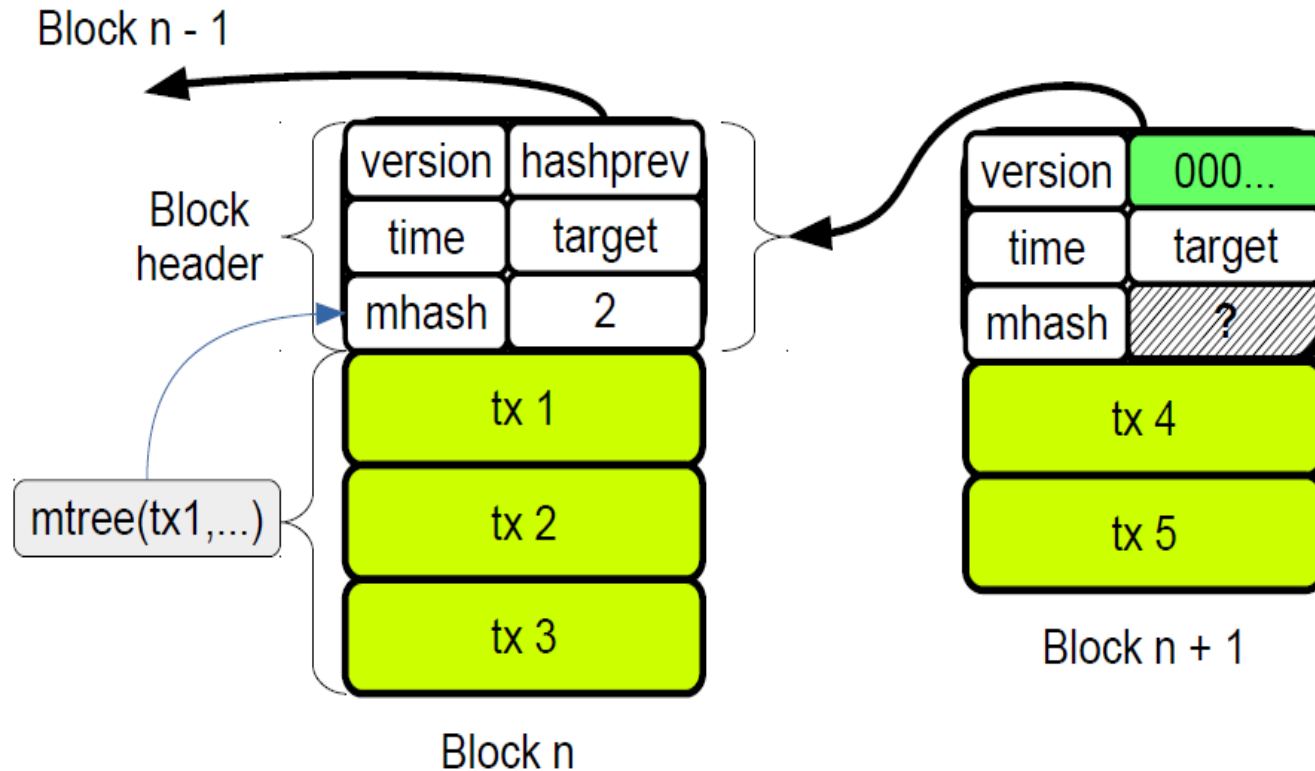 Block n - 1
Block
header
version hashprev
time target
mhash 2
tx 1
tx 2
tx 3
mtree(tx1,...)
Block n
version 000...
time target
mhash ?
tx 4
tx 5
Block n + 1